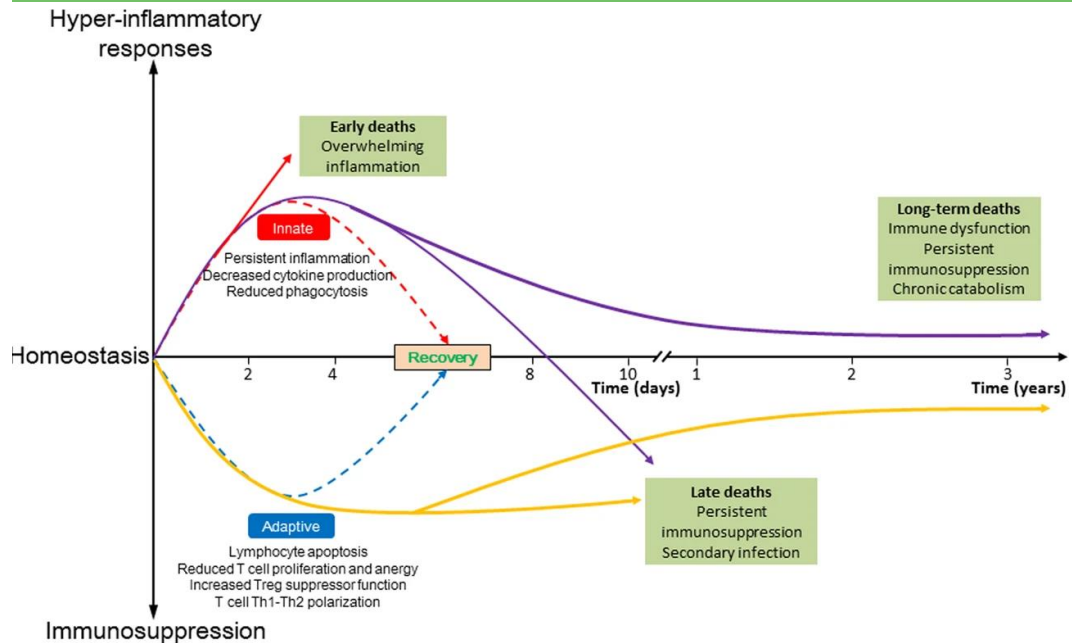 Hyper-inflammatory
responses
Early deaths
Overwhelming
inflammation
Innate
Persistent inflammation
Decreased cytokine production
Reduced phagocytosis
Long-term deaths
Immune dysfunction
Persistent
immunosuppression
Chronic catabolism
Homeostasis
Recovery
2
4
8
10
1
2
3
Time (days)
Time (years)
Adaptive
Lymphocyte apoptosis
Reduced T cell proliferation and anergy
Increased Treg suppressor function
T cell Th1-Th2 polarization
Late deaths
Persistent
immunosuppression
Secondary infection
Immunosuppression